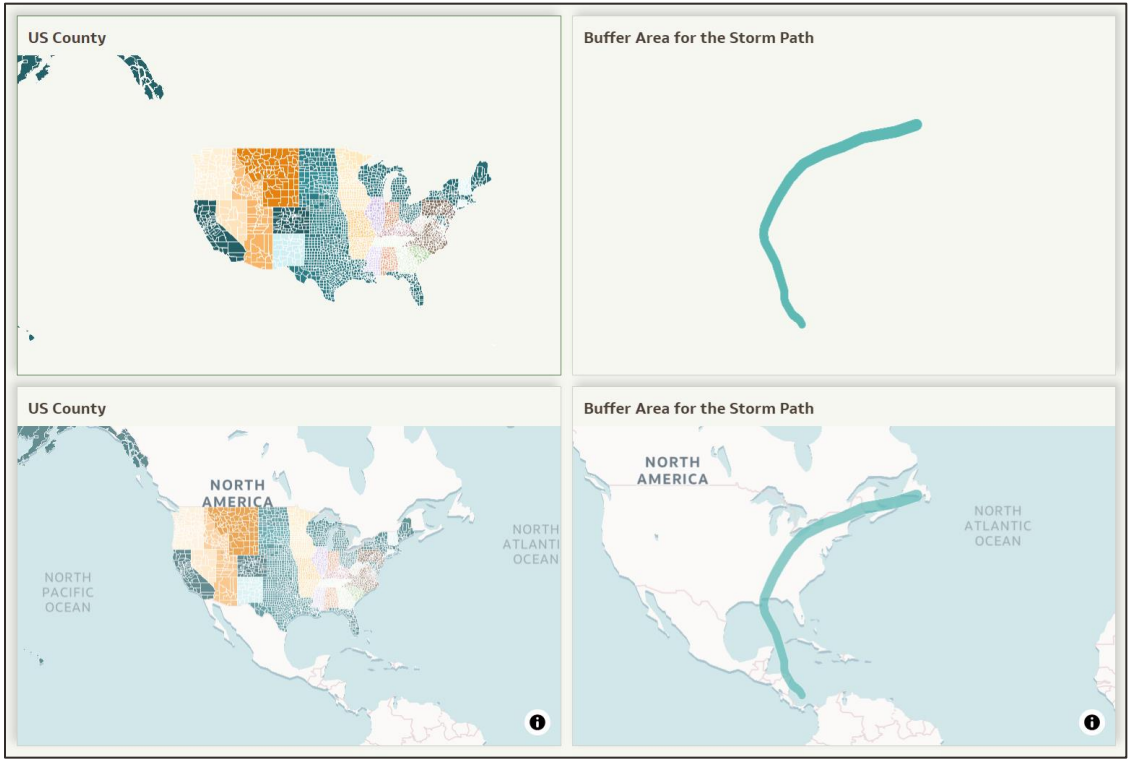 US County
Buffer Area for the Storm Path
US County
Buffer Area for the Storm Path
NORTH
AMERICA
NORTH
ATLANTI
OCEAN
NORTH
PACIFIC
OCEAN
NORTH
AMERICA
NORTH
ATLANTIC
OCEAN